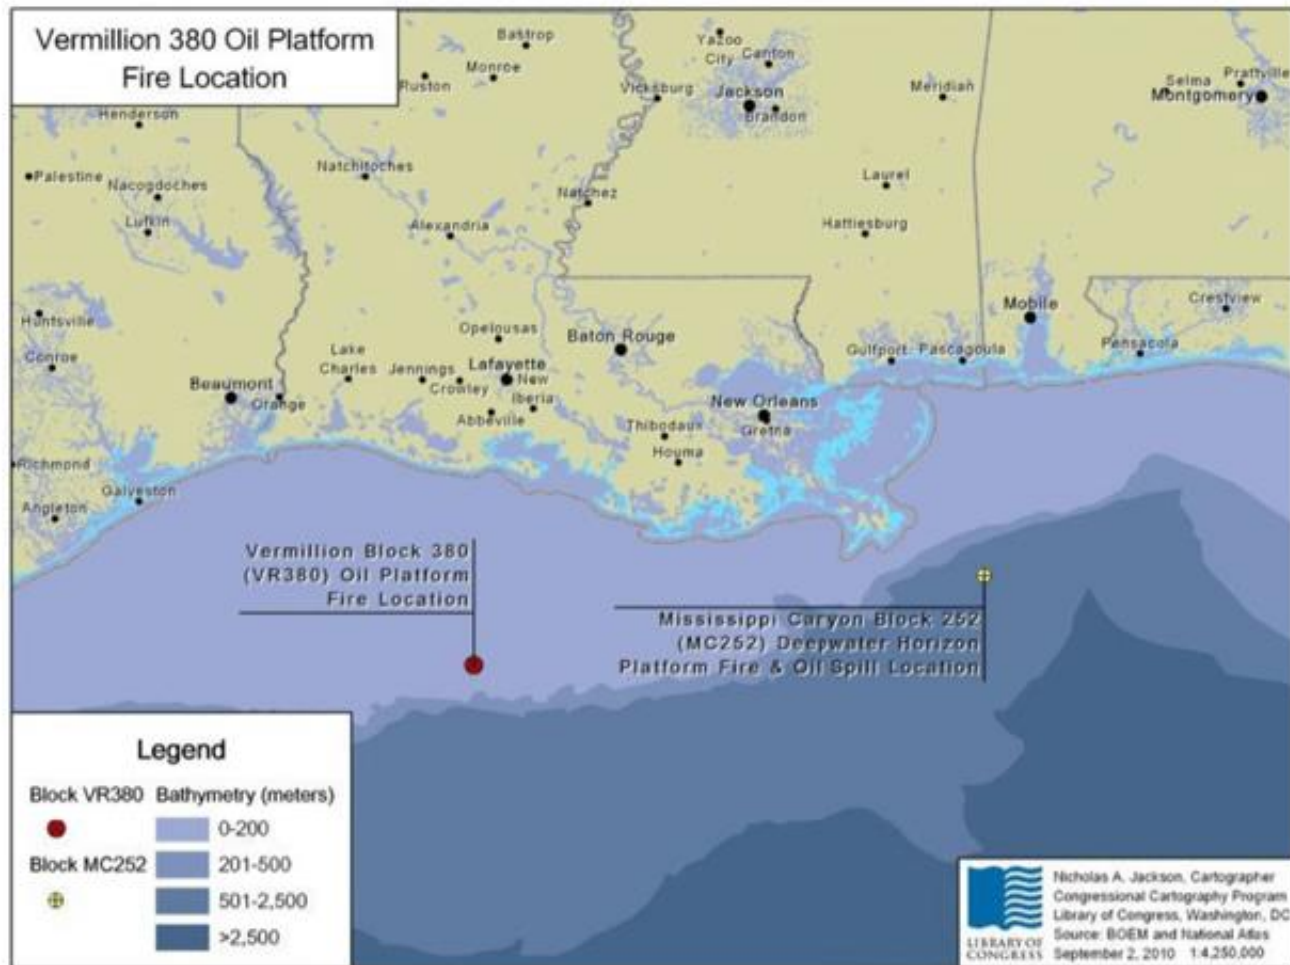 Vermillion 380 Oil Platform
Fire Location
Bastrop
Monroe
Ruston
Yazoo
City
Canton
Vicksburg
Jackson
Brandon
Meridian
Selma
Prattville
Montgomery
Henderson
Palestine
Nacogdoches
Lufkin
Natchitoches
Natchez
Alexandria
Laurel
Hattiesburg
Huntsville
Conroe
Opelousas
Baton Rouge
Mobile
Crestview
Gulfport
Pascagoula
Pensacola
Lake
Charles
Jennings
Crowley
Lafayette
New
Iberia
Abbeville
Beaumont
Orange
New Orleans
Gretna
Thibodaux
Houma
Richmond
Galveston
Angleton
Vermillion Block 380
(VR380) Oil Platform
Fire Location
Mississippi Caryon Block 252
(MC252) Deepwater Horizon
Platform Fire & Oil Spill Location
Legend
Block VR380
Bathymetry (meters)
0-200
Block MC252
201-500
501-2,500
>2,500
LIBRARY OF
CONGRESS
Nicholas A. Jackson, Cartographer
Congressional Cartography Program
Library of Congress, Washington, DC
Source: BOEM and National Atlas
September 2, 2010 1:4,250,000